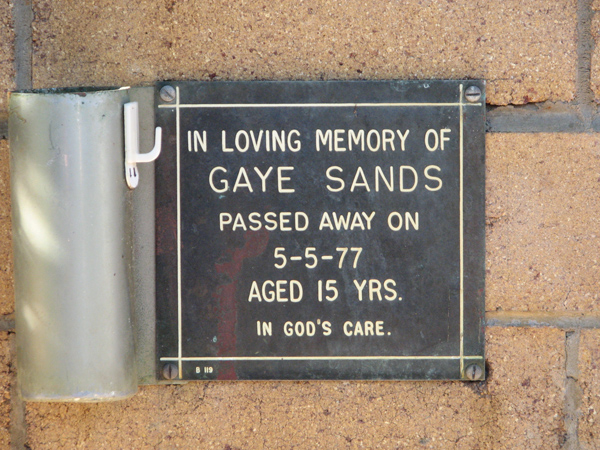 IN LOVING MEMORY OF
GAYE SANDS
PASSED AWAY ON
5-5-77
AGED 15 YRS.
IN GOD'S CARE.
B 119